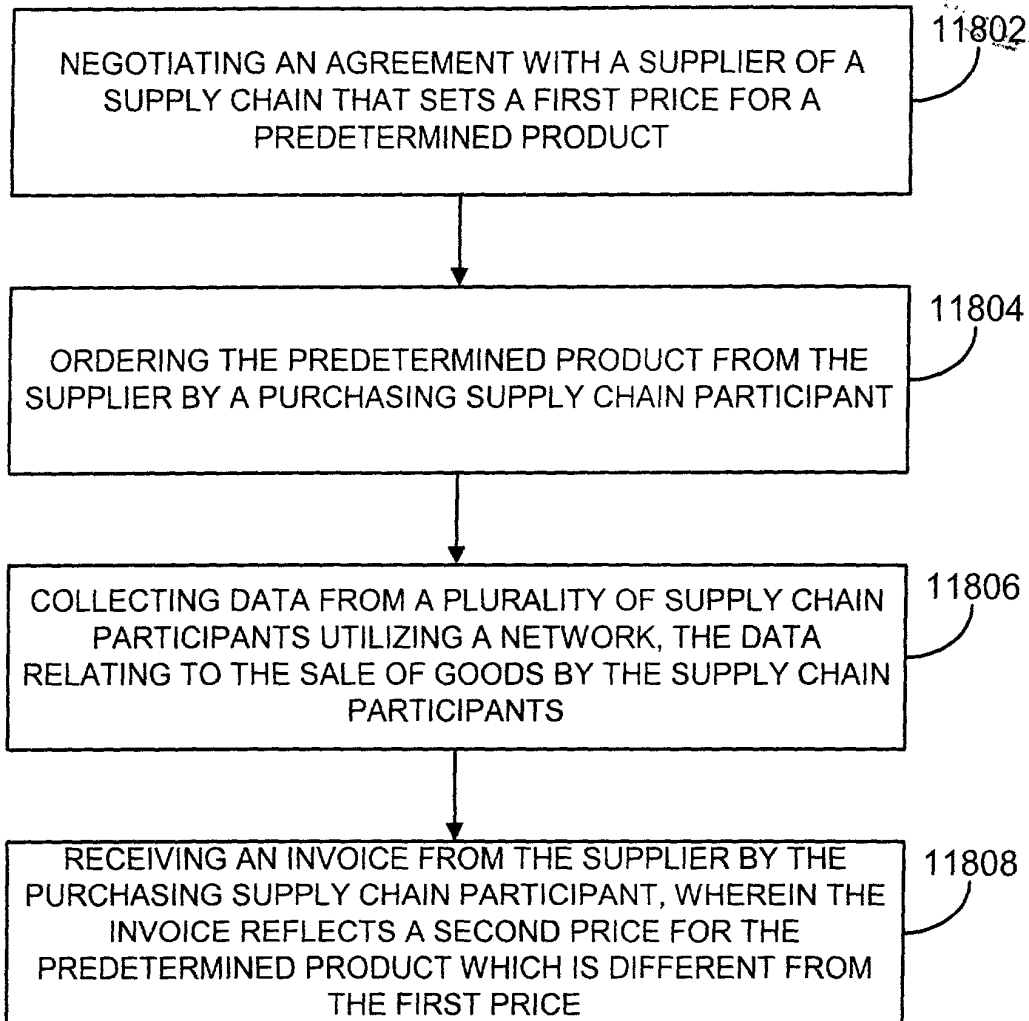 11802
NEGOTIATING AN AGREEMENT WITH A SUPPLIER OF A
SUPPLY CHAIN THAT SETS A FIRST PRICE FOR A
PREDETERMINED PRODUCT
11804
ORDERING THE PREDETERMINED PRODUCT FROM THE
SUPPLIER BY A PURCHASING SUPPLY CHAIN PARTICIPANT
11806
COLLECTING DATA FROM A PLURALITY OF SUPPLY CHAIN
PARTICIPANTS UTILIZING A NETWORK, THE DATA
RELATING TO THE SALE OF GOODS BY THE SUPPLY CHAIN
PARTICIPANTS
11808
RECEIVING AN INVOICE FROM THE SUPPLIER BY THE
PURCHASING SUPPLY CHAIN PARTICIPANT, WHEREIN THE
INVOICE REFLECTS A SECOND PRICE FOR THE
PREDETERMINED PRODUCT WHICH IS DIFFERENT FROM
THE FIRST PRICE